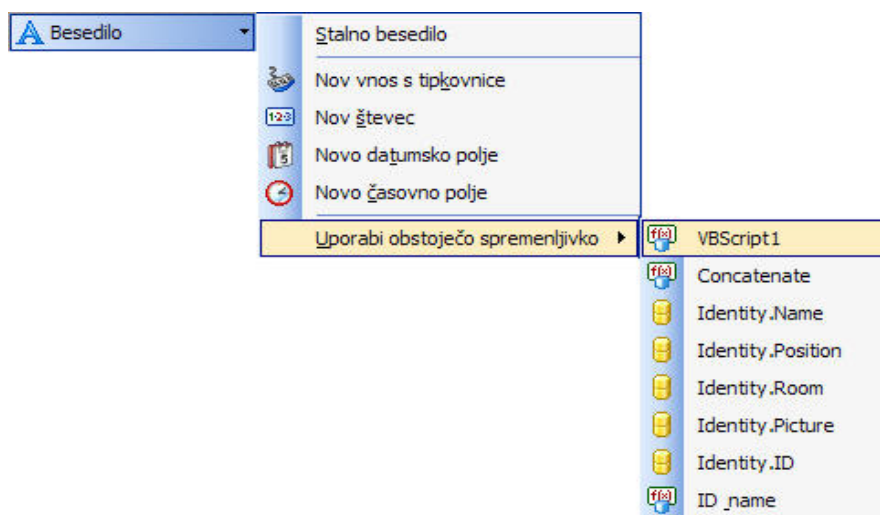 Besedilo
Stalno besedilo
Nov vnos s tipkovnice
Nov števec
Novo datumsko polje
Novo časovno polje
Uporabi obstoječo spremenljivko
VBScript1
Concatenate
Identity.Name
Identity.Position
Identity.Room
Identity.Picture
Identity.ID
ID_name